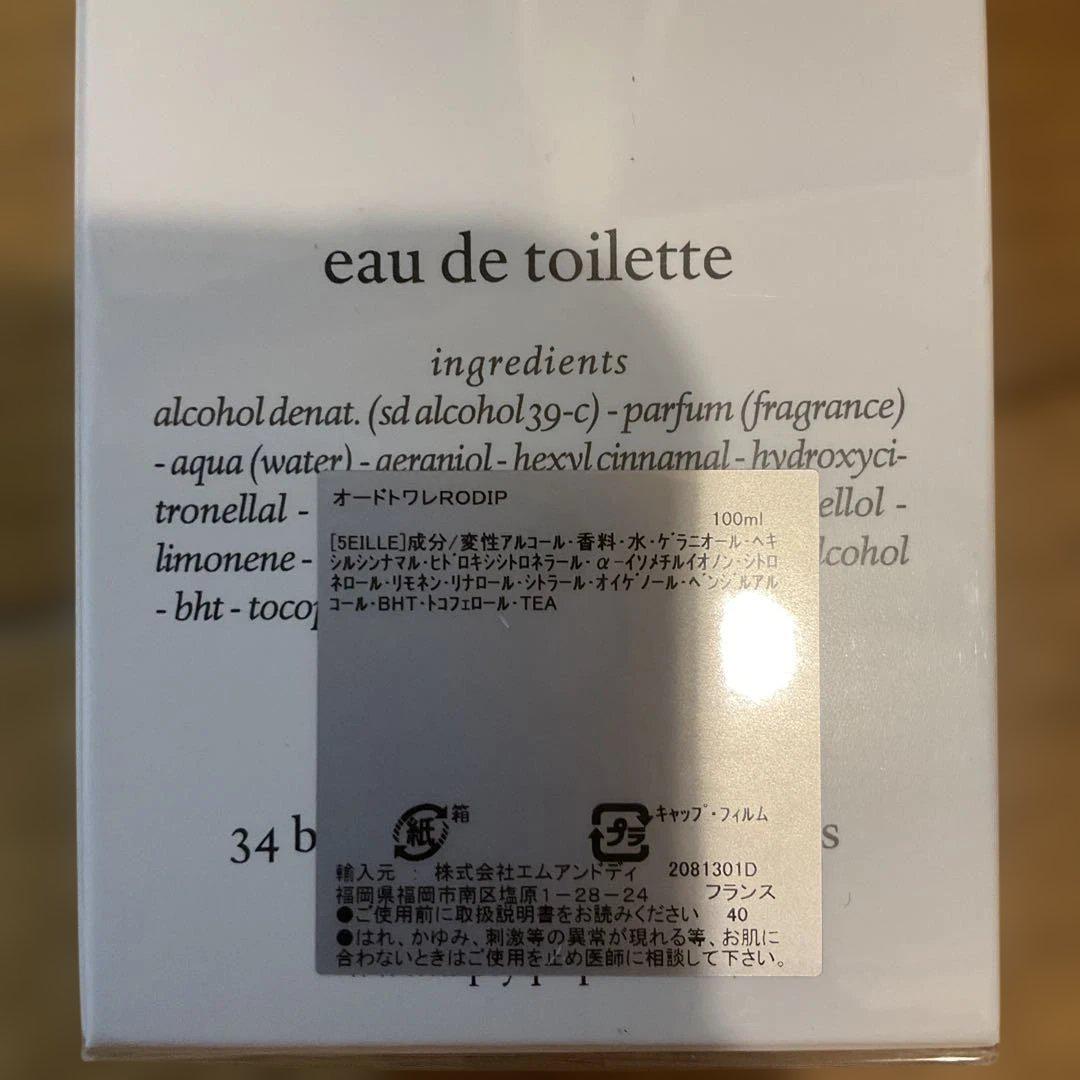 eau de toilette
ingredients
alcohol denat. (sd alcohol 39-c) - parfum (fragrance)
- aqua (water) - geraniol - hexyl cinnamal - hydroxyci-
tronellal -
ellol -
limonene -
lcohol
- bht - tocop
オードトワレRODIP
100ml
[5EILLE]成分/変性アルコール・香料・水・ゲラニオール・ヘキ
シルシンナマル・ヒドロキシシトロネラール・α-イソメチルイオノン・シトロ
ネロール・リモネン・リナロール・シトラール・オイゲノール・ベンジルアル
コール・BHT・トコフェロール・TEA
34 b
s
紙 箱
プラ キャップ・フィルム
輸入元 : 株式会社エムアンドディ 2081301D
福岡県福岡市南区塩原1-28-24 フランス
●ご使用前に取扱説明書をお読みください 40
●はれ、かゆみ、刺激等の異常が現れる等、お肌に
合わないときはご使用を止め医師に相談して下さい。